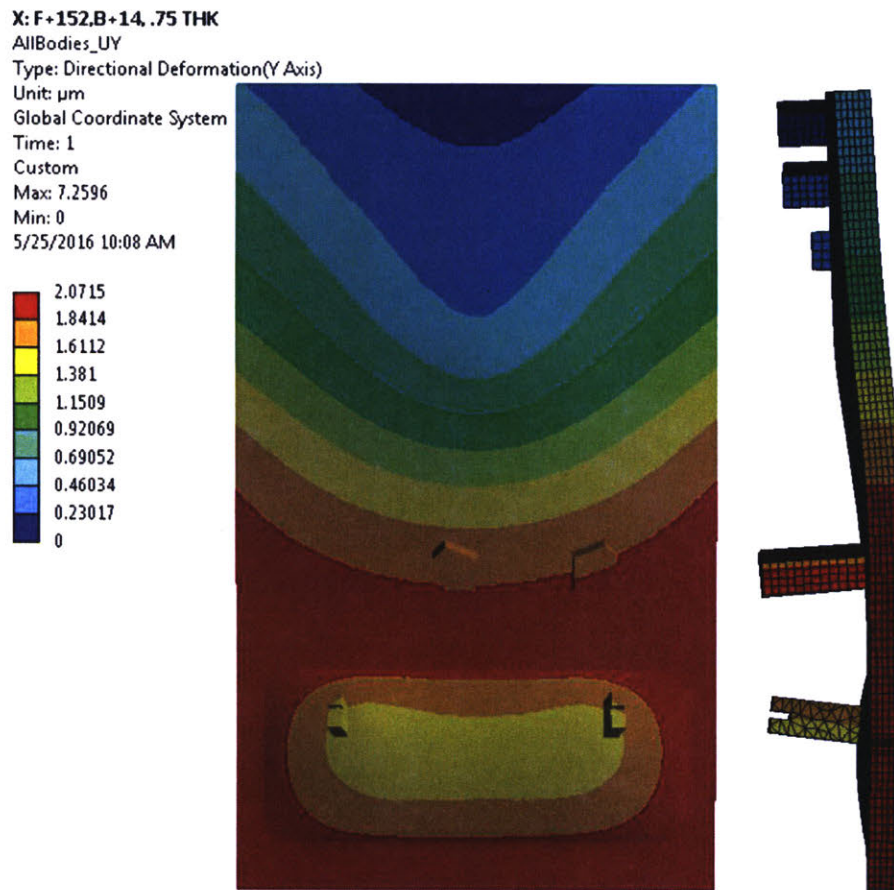 X: F+152,B+14, .75 THK
AllBodies_UY
Type: Directional Deformation(Y Axis)
Unit: µm
Global Coordinate System
Time: 1
Custom
Max: 7.2596
Min: 0
5/25/2016 10:08 AM
2.0715
1.8414
1.6112
1.381
1.1509
0.92069
0.69052
0.46034
0.23017
0